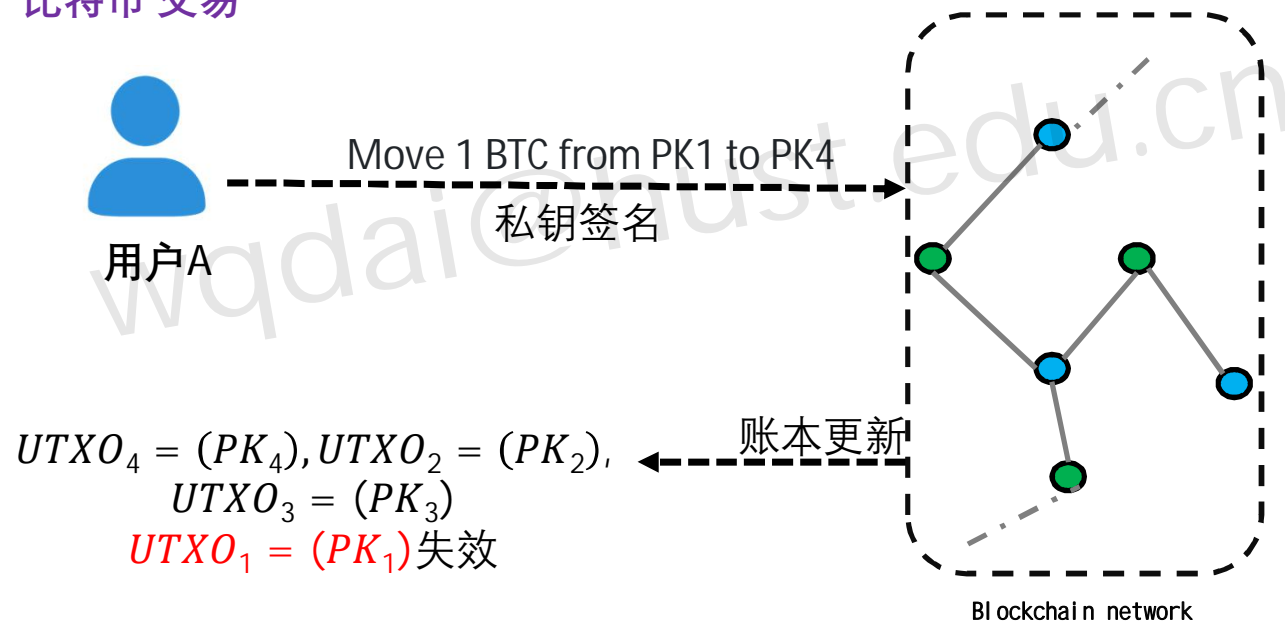 比特币 交易
Move 1 BTC from PK1 to PK4
私钥签名
用户A
账本更新
UTXO₄ = (PK₄), UTXO₂ = (PK₂),
UTXO₃ = (PK₃)
UTXO₁ = (PK₁)失效
Blockchain network
wqdai@hust.edu.cn